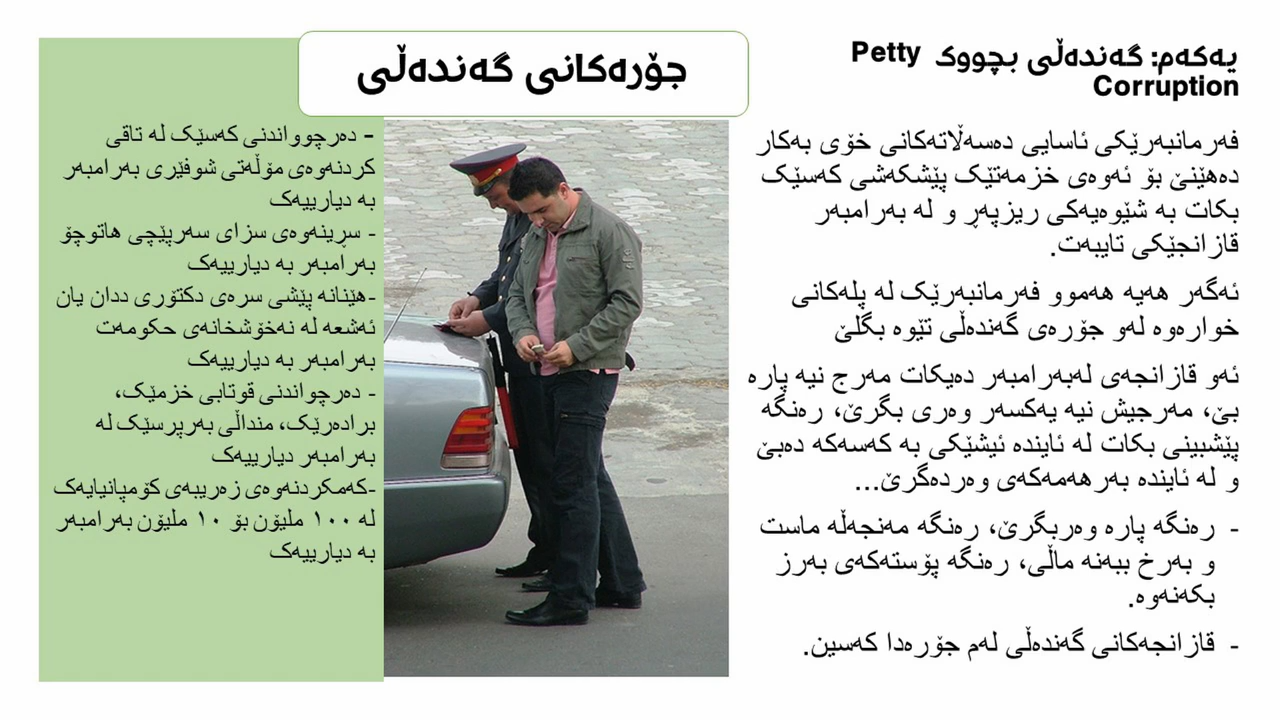 جۆرەکانی گەندەڵی
یەکەم: گەندەڵی بچووک Petty
Corruption
فەرمانبەرێکی ئاسایی دەسەڵاتەکانی خۆی بەکار
دەهێنێ بۆ ئەوەی خزمەتێک پێشکەشی کەسێک
بکات بە شێوەیەکی ریزپەڕ و لە بەرامبەر
قازانجێکی تایبەت.
ئەگەر هەیە هەموو فەرمانبەرێک لە پلەکانی
خوارەوە لەو جۆرەی گەندەڵی تێوە بگلێ
ئەو قازانجەی لەبەرامبەر دەیکات مەرج نیە پارە
بێ، مەرجیش نیە یەکسەر وەری بگرێ، رەنگە
پێشبینی بکات لە ئایندە ئیشێکی بە کەسەکە دەبێ
و لە ئایندە بەرهەمەکەی وەردەگرێ...
- رەنگە پارە وەربگرێ، رەنگە مەنجەڵە ماست
و بەرخ ببەنە ماڵی، رەنگە پۆستەکەی بەرز
بکەنەوە.
- قازانجەکانی گەندەڵی لەم جۆرەدا کەسین.
- دەرچوواندنی کەسێک لە تاقی
کردنەوەی مۆڵەتی شوفێری بەرامبەر
بە دیارییەک
- سڕینەوەی سزای سەرپێچی هاتوچۆ
بەرامبەر بە دیارییەک
-هێنانە پێشی سرەی دکتۆری ددان یان
ئەشعە لە نەخۆشخانەی حکومەت
بەرامبەر بە دیارییەک
- دەرچواندنی قوتابی خزمێک،
برادەرێک، منداڵی بەرپرسێک لە
بەرامبەر دیارییەک
-کەمکردنەوەی زەریبەی کۆمپانیایەک
لە ١٠٠ ملیۆن بۆ ١٠ ملیۆن بەرامبەر
بە دیارییەک